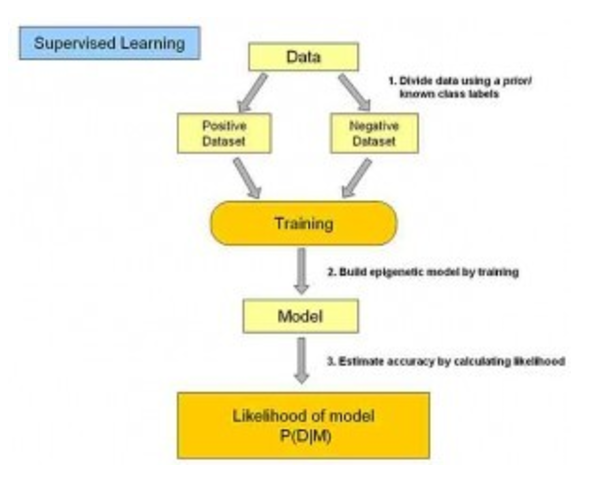 Supervised Learning
Data
1. Divide data using a priori
known class labels
Positive
Dataset
Negative
Dataset
Training
2. Build epigenetic model by training
Model
3. Estimate accuracy by calculating likelihood
Likelihood of model
P(D|M)